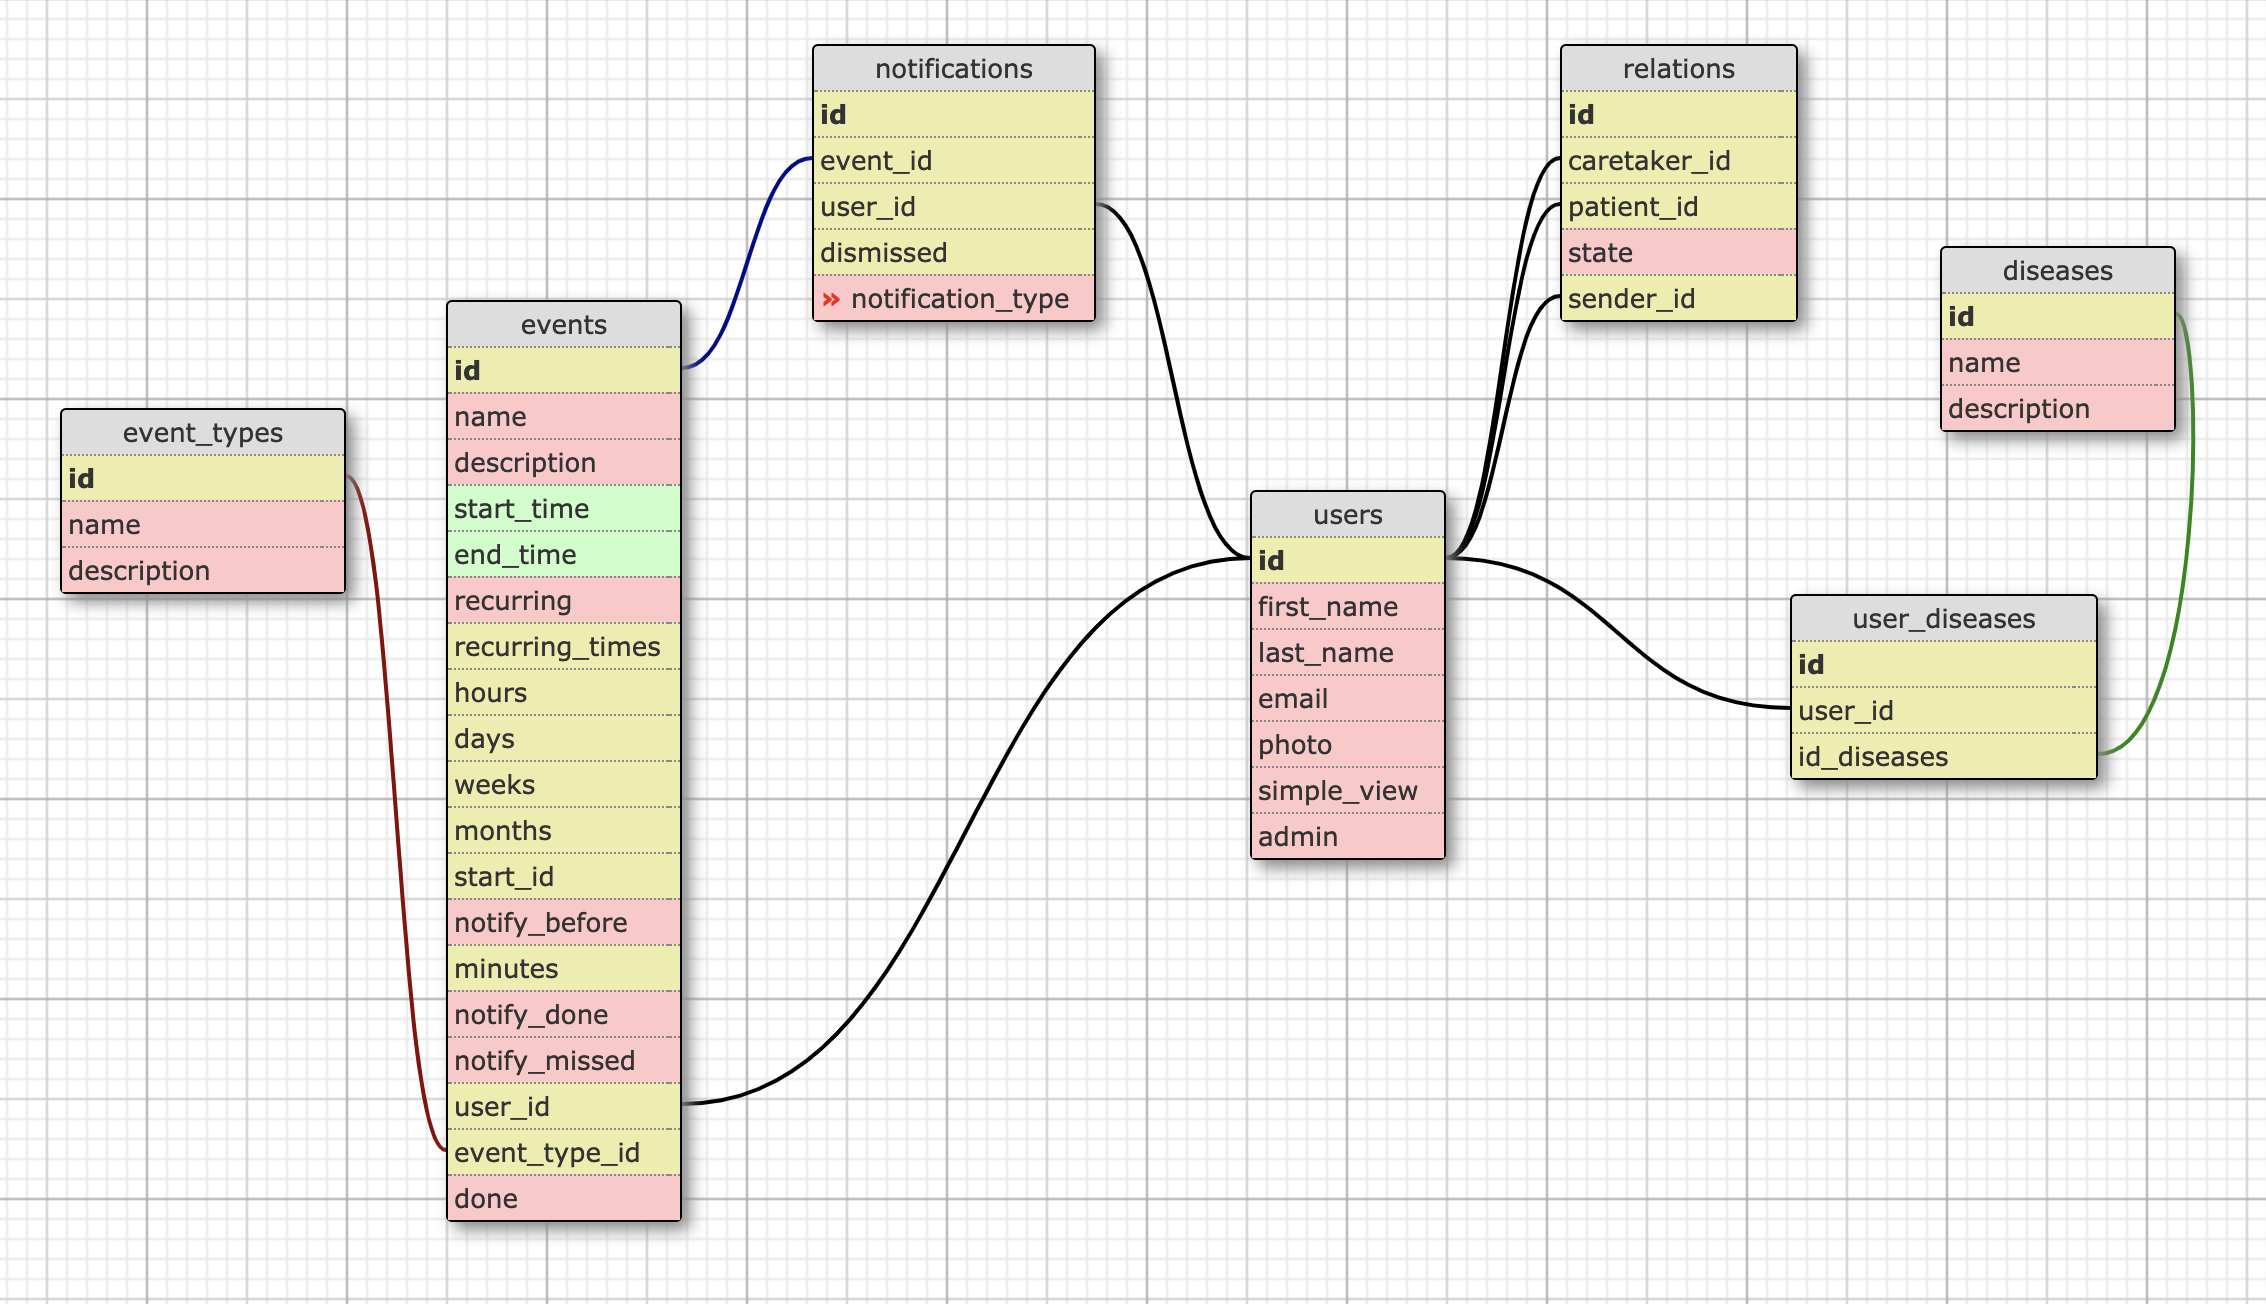 notifications
id
event_id
user_id
dismissed
» notification_type
relations
id
caretaker_id
patient_id
state
sender_id
diseases
id
name
description
events
id
name
description
start_time
end_time
recurring
recurring_times
hours
days
weeks
months
start_id
notify_before
minutes
notify_done
notify_missed
user_id
event_type_id
done
event_types
id
name
description
users
id
first_name
last_name
email
photo
simple_view
admin
user_diseases
id
user_id
id_diseases